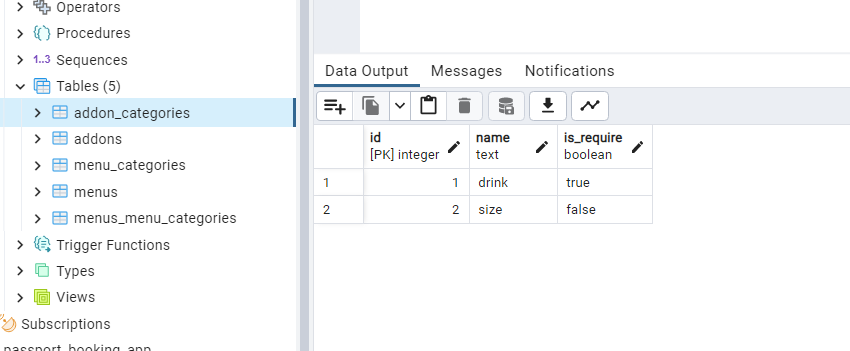 Operators
Procedures
1..3 Sequences
Tables (5)
addon_categories
addons
menu_categories
menus
menus_menu_categories
Trigger Functions
Types
Views
Subscriptions
passport_booking_app
Data Output Messages Notifications
id name is_require
[PK] integer text boolean
1 1 drink true
2 2 size false